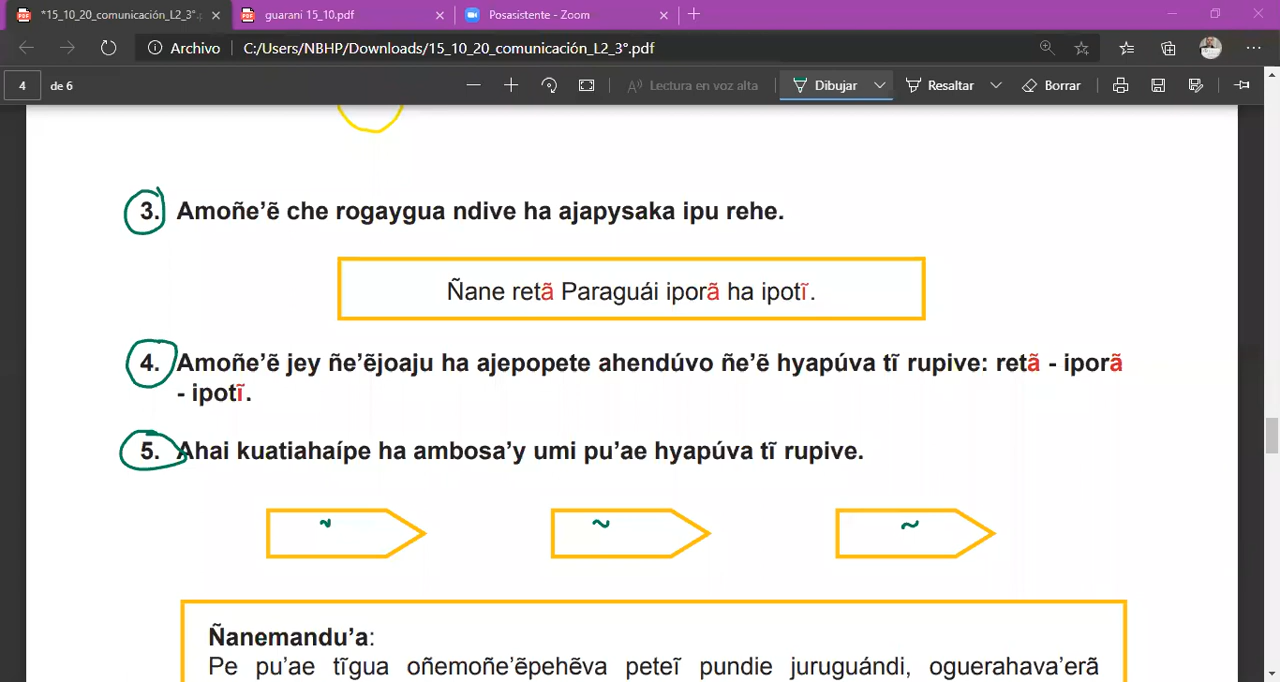 *15_10_20_comunicación_L2_3°.p
guarani 15_10.pdf
Posasistente - Zoom
Archivo
C:/Users/NBHP/Downloads/15_10_20_comunicación_L2_3°.pdf
4 de 6
Lectura en voz alta
Dibujar
Resaltar
Borrar
3. Amoñe’ẽ che rogaygua ndive ha ajapysaka ipu rehe.
Ñane retã Paraguái iporã ha ipotĩ.
4. Amoñe’ẽ jey ñe’ẽjoaju ha ajepopete ahendúvo ñe’ẽ hyapúva tĩ rupive: retã - iporã
- ipotĩ.
5. Ahai kuatiahaípe ha ambosa’y umi pu’ae hyapúva tĩ rupive.
~ ~ ~
Ñanemandu’a:
Pe pu’ae tĩgua oñemoñe’ẽpehẽva peteĩ pundie juruguándi, oguerahava’erã